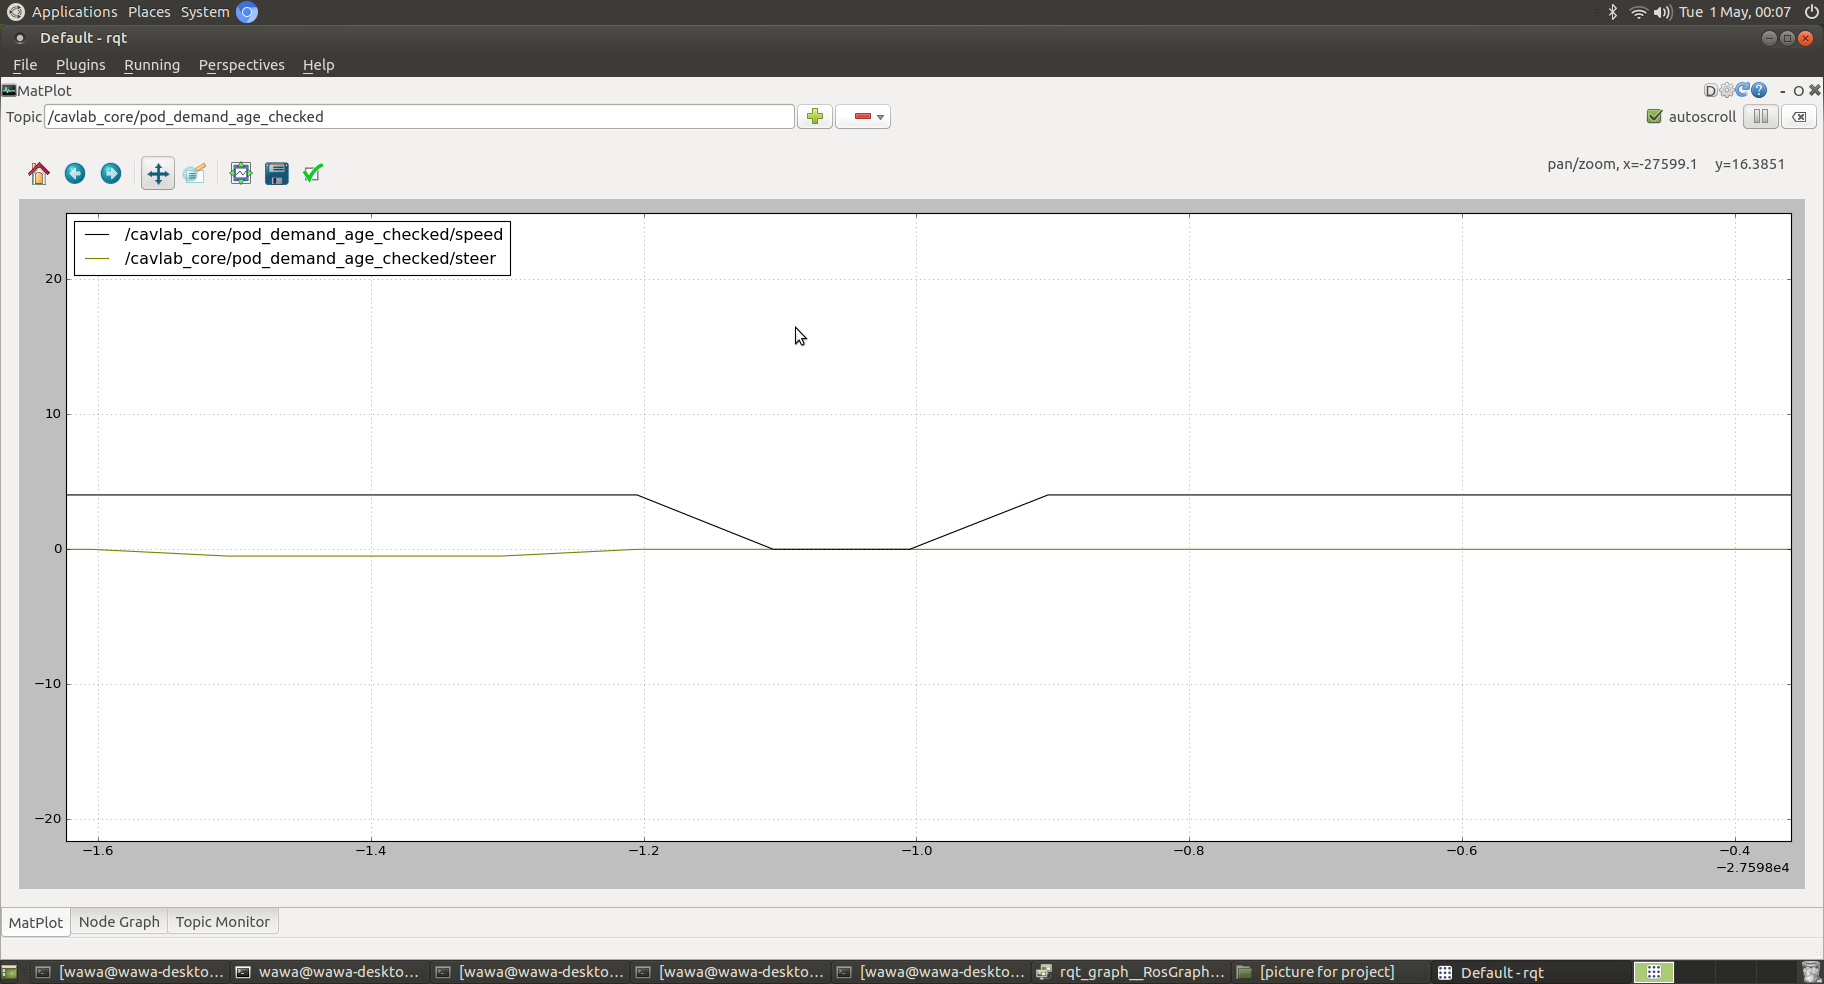 Applications Places System Tue 1 May, 00:07
Default - rqt
File Plugins Running Perspectives Help
MatPlot D ? - O
Topic /cavlab_core/pod_demand_age_checked autoscroll
pan/zoom, x=-27599.1 y=16.3851
/cavlab_core/pod_demand_age_checked/speed
/cavlab_core/pod_demand_age_checked/steer
20
10
0
−10
−20
−1.6 −1.4 −1.2 −1.0 −0.8 −0.6 −0.4
−2.7598e4
MatPlot Node Graph Topic Monitor
[wawa@wawa-deskto... wawa@wawa-deskto... [wawa@wawa-deskto... [wawa@wawa-deskto... [wawa@wawa-deskto... rqt_graph__RosGraph... [picture for project] Default - rqt